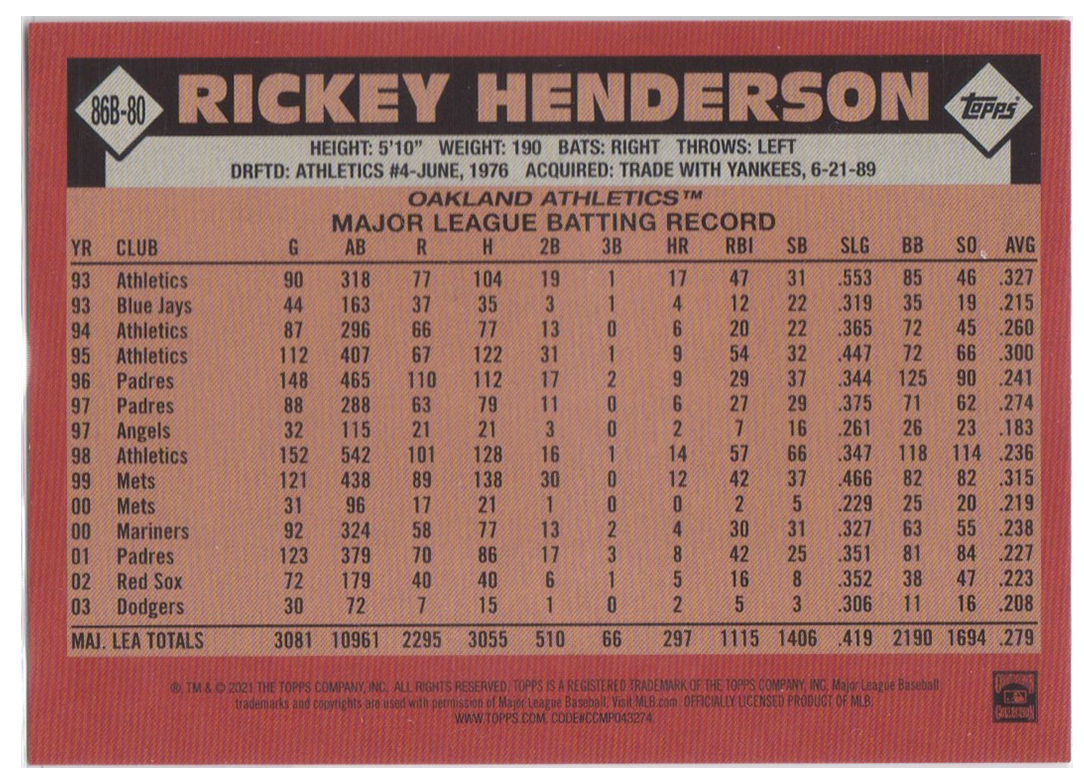 86B-80 RICKEY HENDERSON Topps
HEIGHT: 5'10" WEIGHT: 190 BATS: RIGHT THROWS: LEFT
DRFTD: ATHLETICS #4-JUNE, 1976 ACQUIRED: TRADE WITH YANKEES, 6-21-89
OAKLAND ATHLETICS™
MAJOR LEAGUE BATTING RECORD
YR CLUB G AB R H 2B 3B HR RBI SB SLG BB SO AVG
93 Athletics 90 318 77 104 19 1 17 47 31 .553 85 46 .327
93 Blue Jays 44 163 37 35 3 1 4 12 22 .319 35 19 .215
94 Athletics 87 296 66 77 13 0 6 20 22 .365 72 45 .260
95 Athletics 112 407 67 122 31 1 9 54 32 .447 72 66 .300
96 Padres 148 465 110 112 17 2 9 29 37 .344 125 90 .241
97 Padres 88 288 63 79 11 0 6 27 29 .375 71 62 .274
97 Angels 32 115 21 21 3 0 2 7 16 .261 26 23 .183
98 Athletics 152 542 101 128 16 1 14 57 66 .347 118 114 .236
99 Mets 121 438 89 138 30 0 12 42 37 .466 82 82 .315
00 Mets 31 96 17 21 1 0 0 2 5 .229 25 20 .219
00 Mariners 92 324 58 77 13 2 4 30 31 .327 63 55 .238
01 Padres 123 379 70 86 17 3 8 42 25 .351 81 84 .227
02 Red Sox 72 179 40 40 6 1 5 16 8 .352 38 47 .223
03 Dodgers 30 72 7 15 1 0 2 5 3 .306 11 16 .208
MAJ. LEA TOTALS 3081 10961 2295 3055 510 66 297 1115 1406 .419 2190 1694 .279
®, TM & © 2021 THE TOPPS COMPANY, INC. ALL RIGHTS RESERVED. TOPPS IS A REGISTERED TRADEMARK OF THE TOPPS COMPANY, INC. Major League Baseball
trademarks and copyrights are used with permission of Major League Baseball. Visit MLB.com. OFFICIALLY LICENSED PRODUCT OF MLB.
WWW.TOPPS.COM. CODE#CCMP043274.
COLLECTION